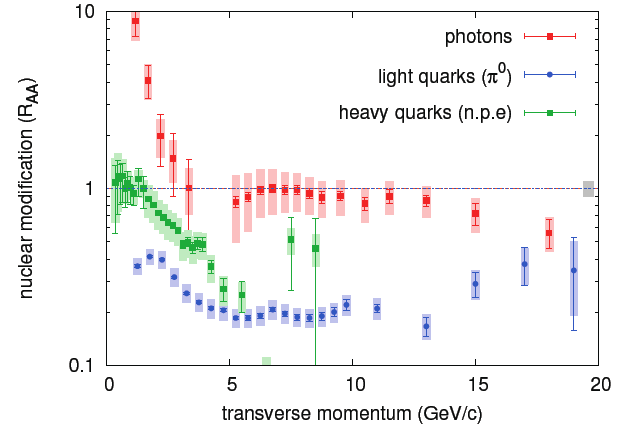 10
photons
light quarks (π⁰)
heavy quarks (n.p.e)
nuclear modification (R_AA)
1
0.1
0 5 10 15 20
transverse momentum (GeV/c)